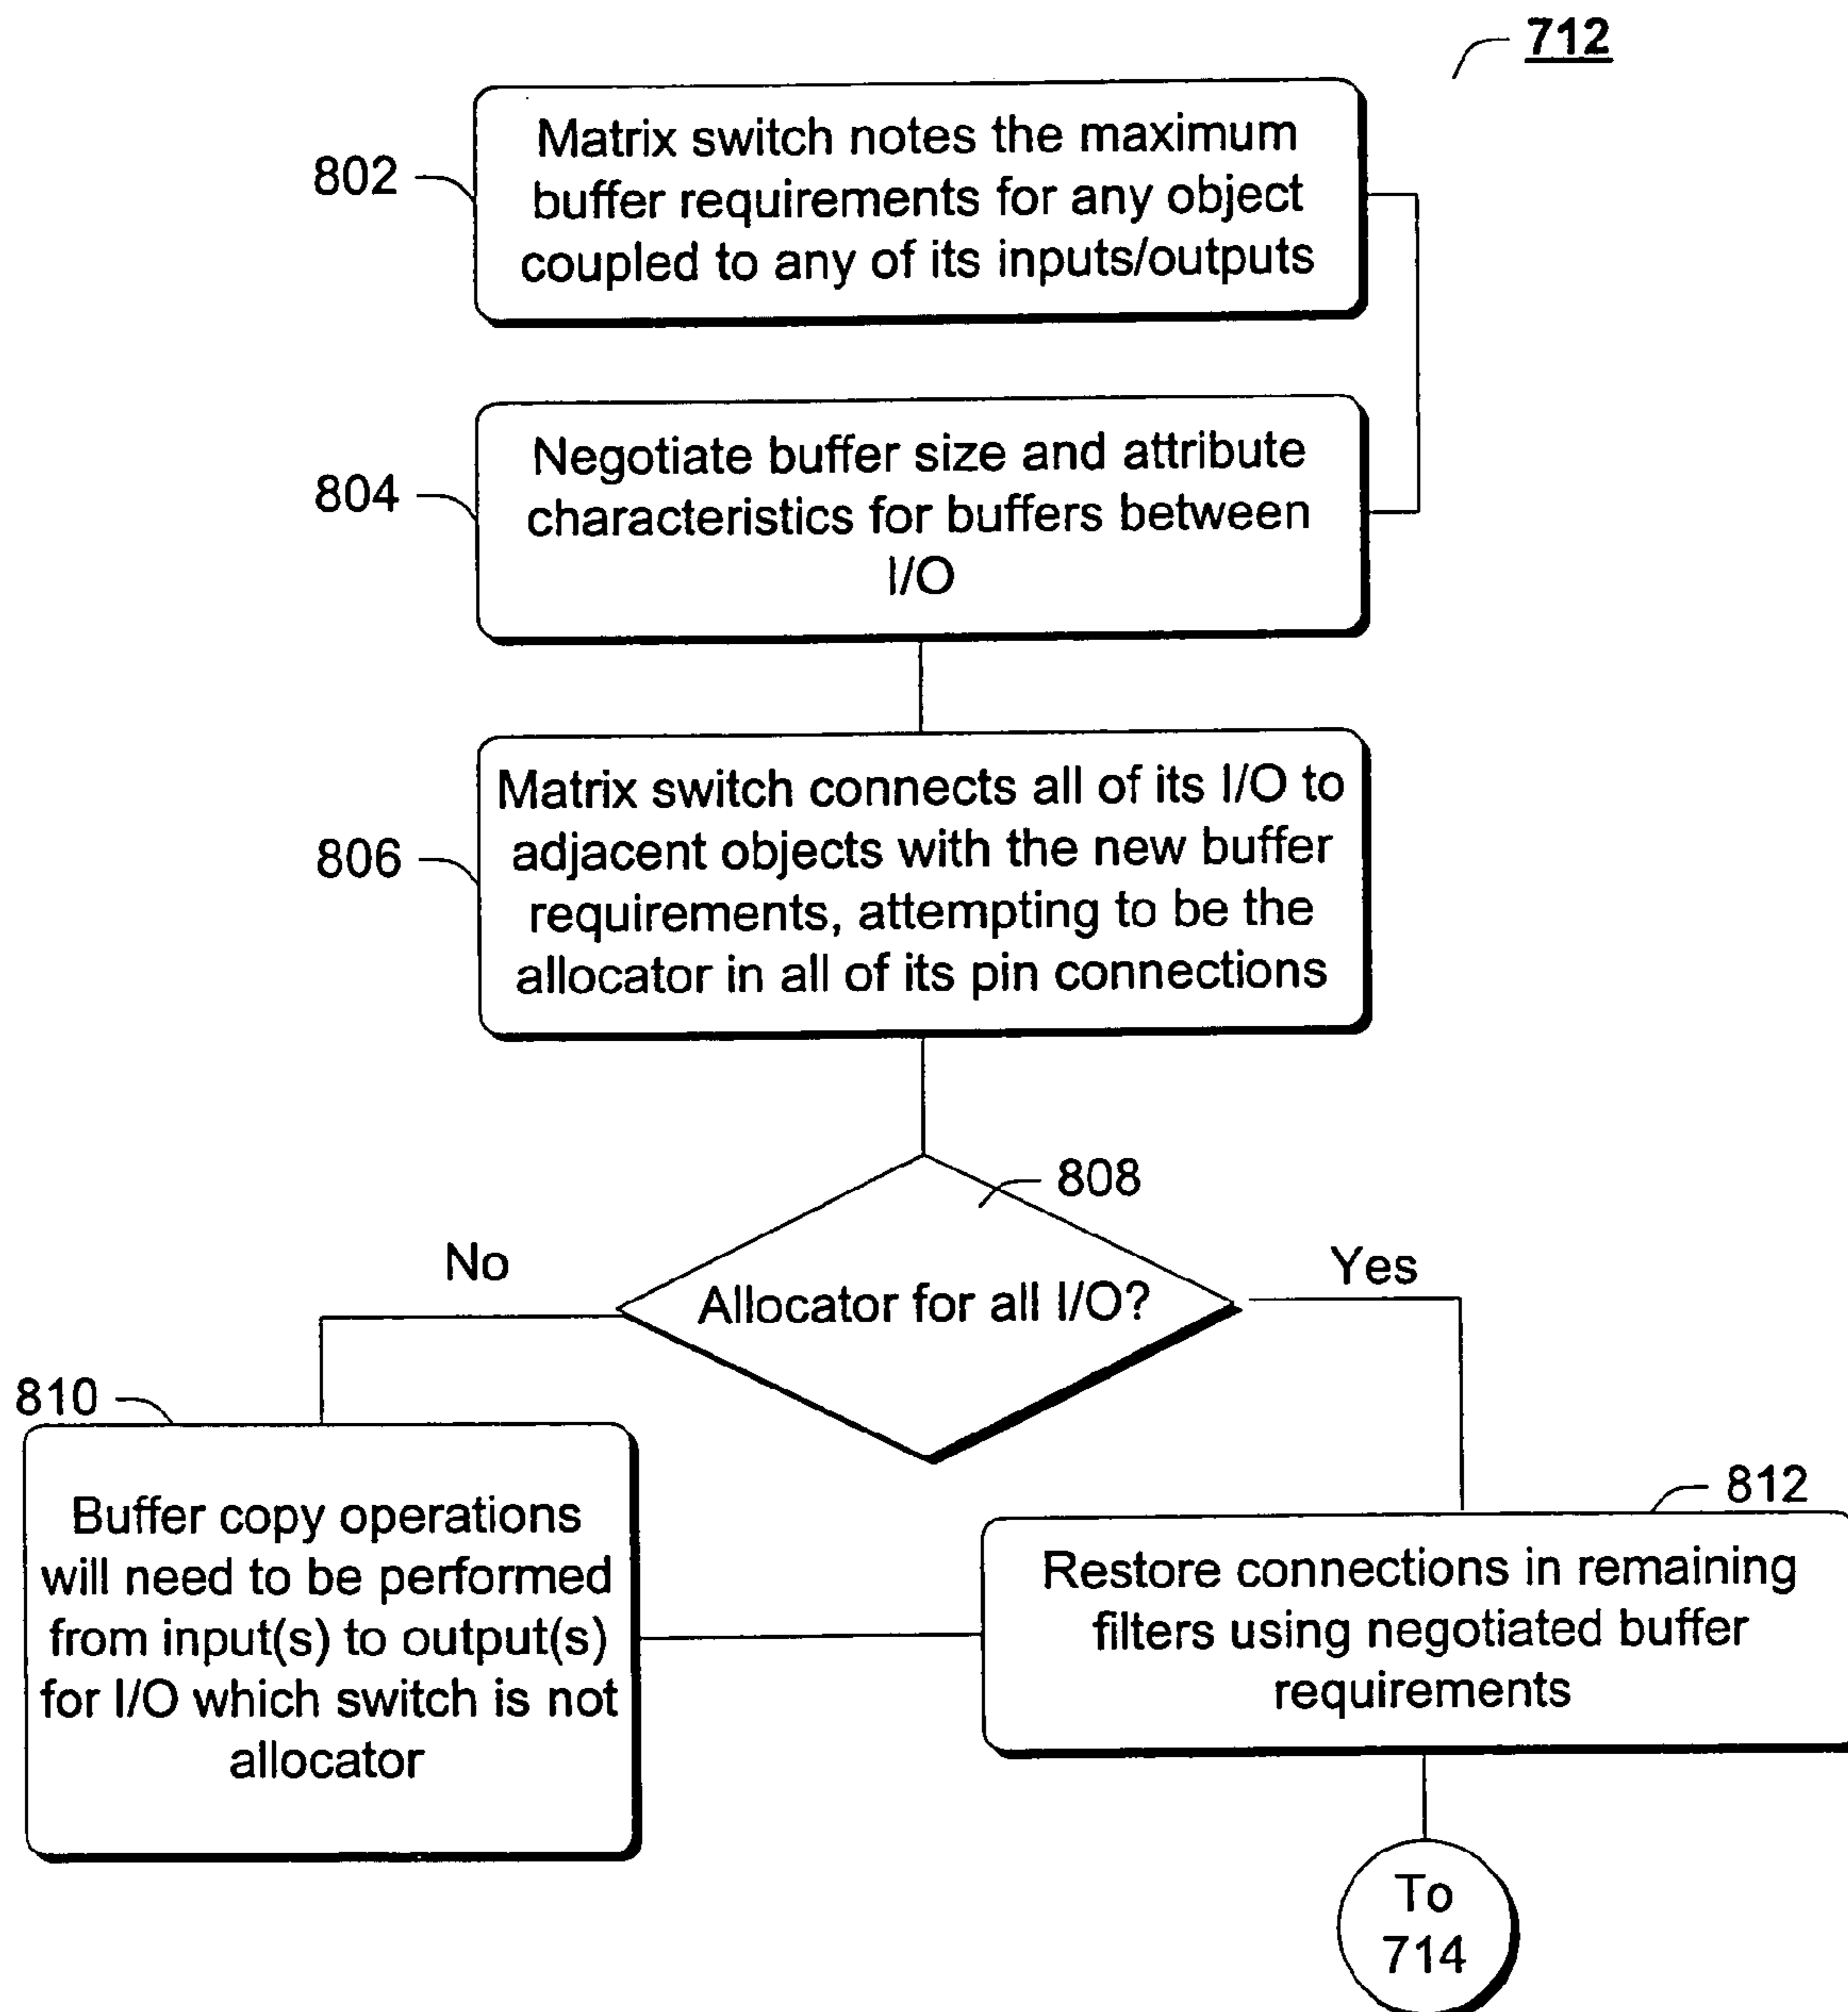 712
802
Matrix switch notes the maximum
buffer requirements for any object
coupled to any of its inputs/outputs
804
Negotiate buffer size and attribute
characteristics for buffers between
I/O
806
Matrix switch connects all of its I/O to
adjacent objects with the new buffer
requirements, attempting to be the
allocator in all of its pin connections
808
No
Yes
Allocator for all I/O?
810
Buffer copy operations
will need to be performed
from input(s) to output(s)
for I/O which switch is not
allocator
812
Restore connections in remaining
filters using negotiated buffer
requirements
To
714